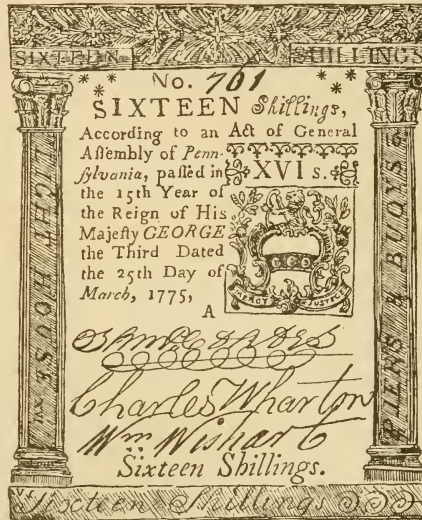 SIXTEEN SHILLINGS
No. 761
SIXTEEN Shillings,
According to an Act of General
Aſſembly of Penn-
ſylvania, paſſed in
the 15th Year of
the Reign of His
Majeſty GEORGE
the Third Dated
the 25th Day of
March, 1775,
A
XVI s.
MERCY JUSTICE
LIGHT HOUSE
PIERS & BUOYS
Charles Wharton
Wm. Wishart
Sixteen Shillings.
Sixteen Shillings